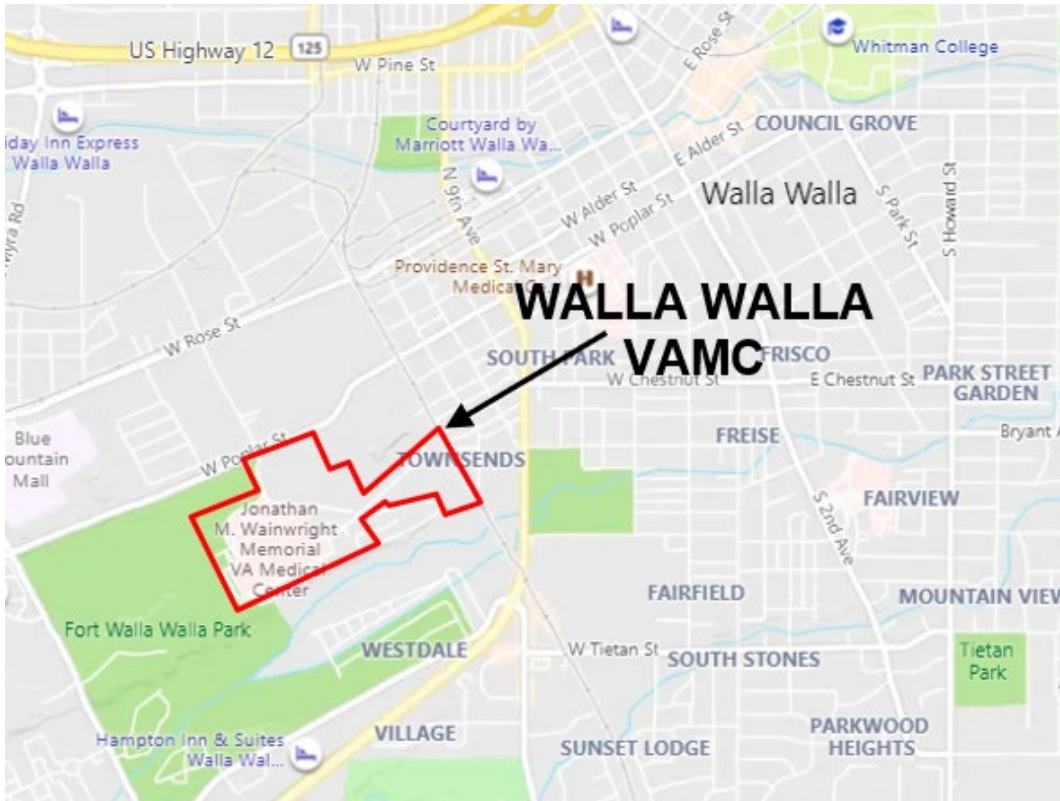 US Highway 12
125
W Pine St
E Rose St
Whitman College
iday Inn Express
Walla Walla
Courtyard by
Marriott Walla Wa...
COUNCIL GROVE
E Alder St
N 9th Ave
W Alder St
W Poplar St
Walla Walla
S Park St
S Howard St
Myra Rd
Providence St. Mary
Medical Ce...
H
WALLA WALLA
VAMC
W Rose St
SOUTH PARK
FRISCO
W Chestnut St
E Chestnut St
PARK STREET
GARDEN
Blue
ountain
Mall
W Poplar St
TOWNSENDS
FREISE
Bryant A
Jonathan
M. Wainwright
Memorial
VA Medical
Center
FAIRVIEW
S 2nd Ave
FAIRFIELD
MOUNTAIN VIEW
Fort Walla Walla Park
WESTDALE
W Tietan St
SOUTH STONES
Tietan
Park
Hampton Inn & Suites
Walla Wal...
VILLAGE
SUNSET LODGE
PARKWOOD
HEIGHTS